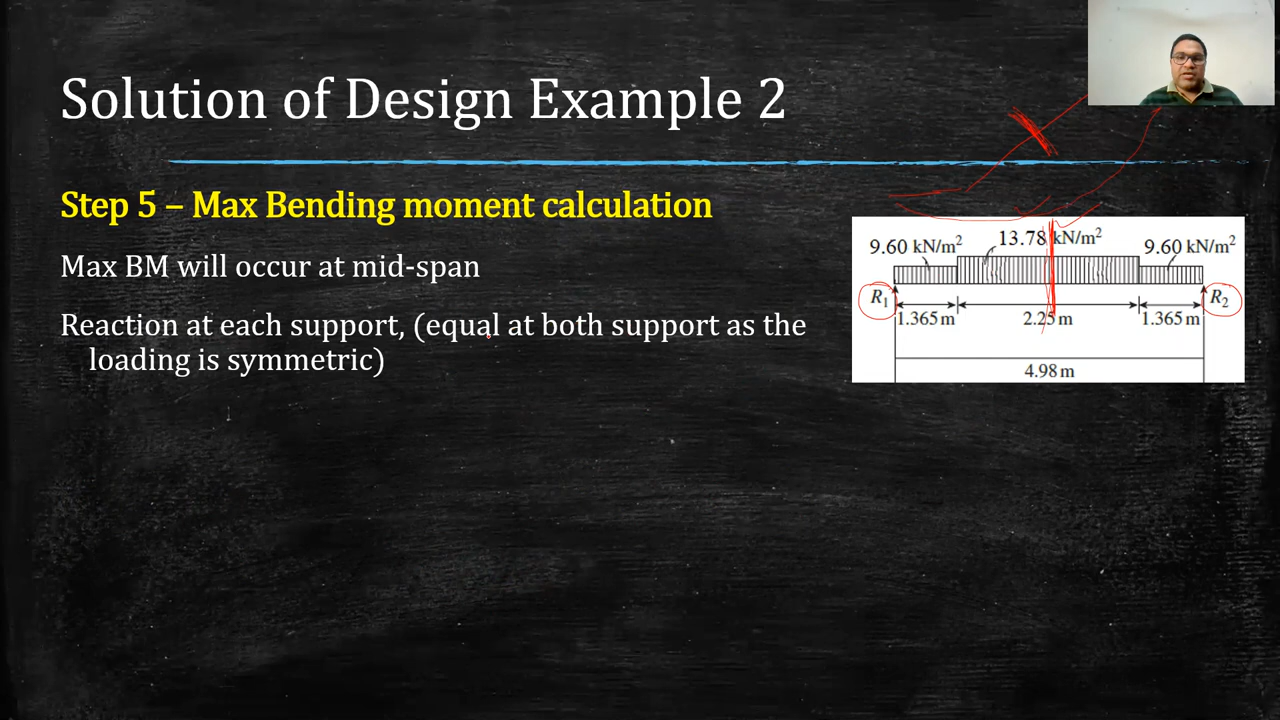 Solution of Design Example 2
Step 5 – Max Bending moment calculation
Max BM will occur at mid-span
Reaction at each support, (equal at both support as the
loading is symmetric)
9.60 kN/m² 13.78 kN/m² 9.60 kN/m²
R₁ R₂
1.365 m 2.25 m 1.365 m
4.98 m